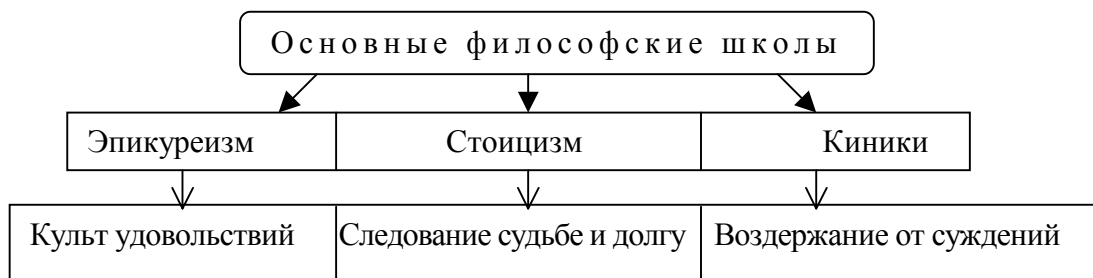 Основные философские школы
Эпикуреизм Стоицизм Киники
Культ удовольствий Следование судьбе и долгу Воздержание от суждений